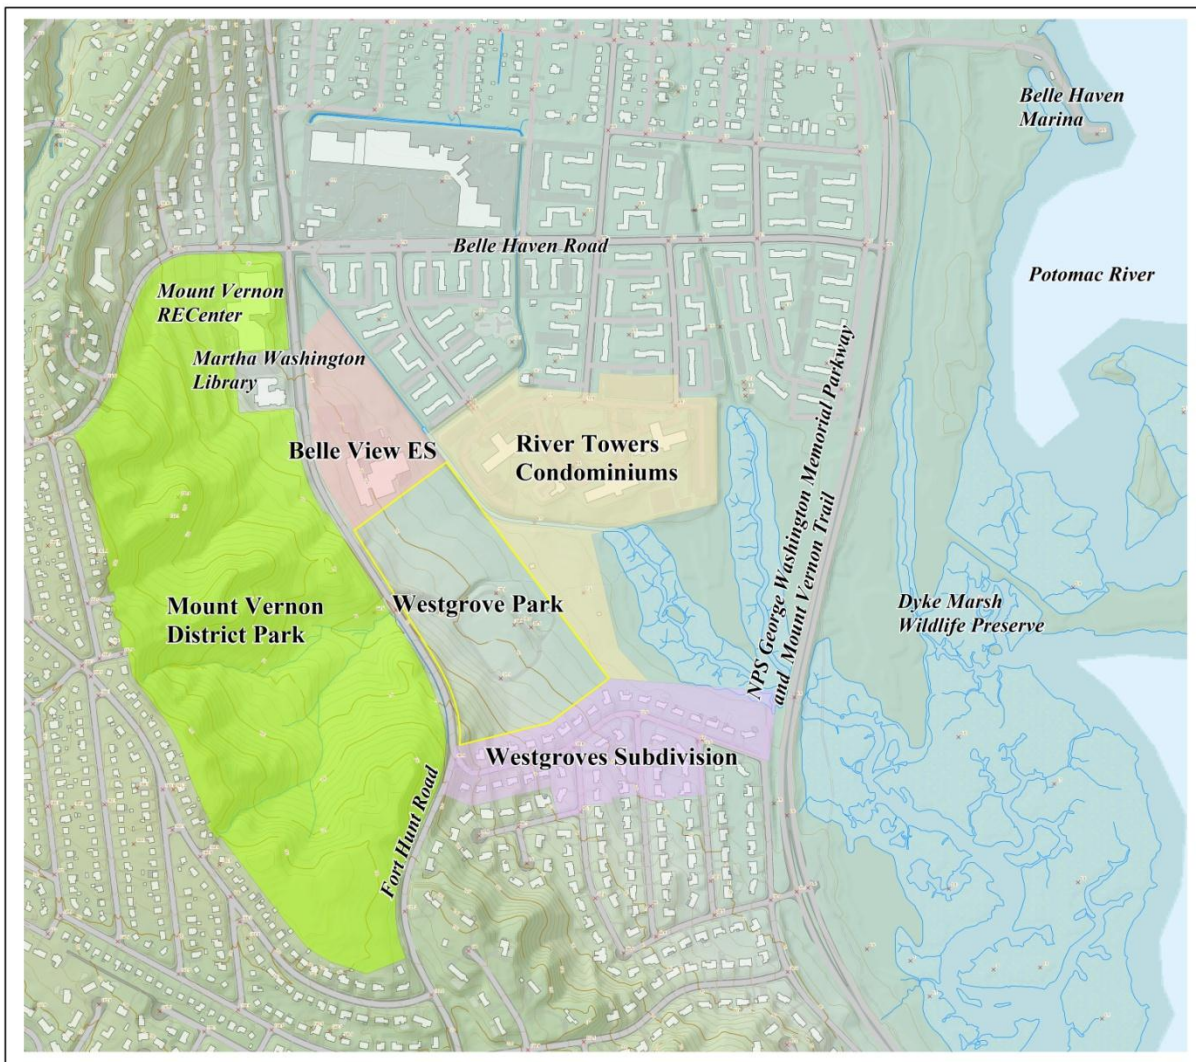 Belle Haven
Marina
Belle Haven Road
Potomac River
Mount Vernon
RECenter
Martha Washington
Library
Belle View ES
River Towers
Condominiums
NPS George Washington Memorial Parkway
and Mount Vernon Trail
Westgrove Park
Mount Vernon
District Park
Dyke Marsh
Wildlife Preserve
Westgroves Subdivision
Fort Hunt Road